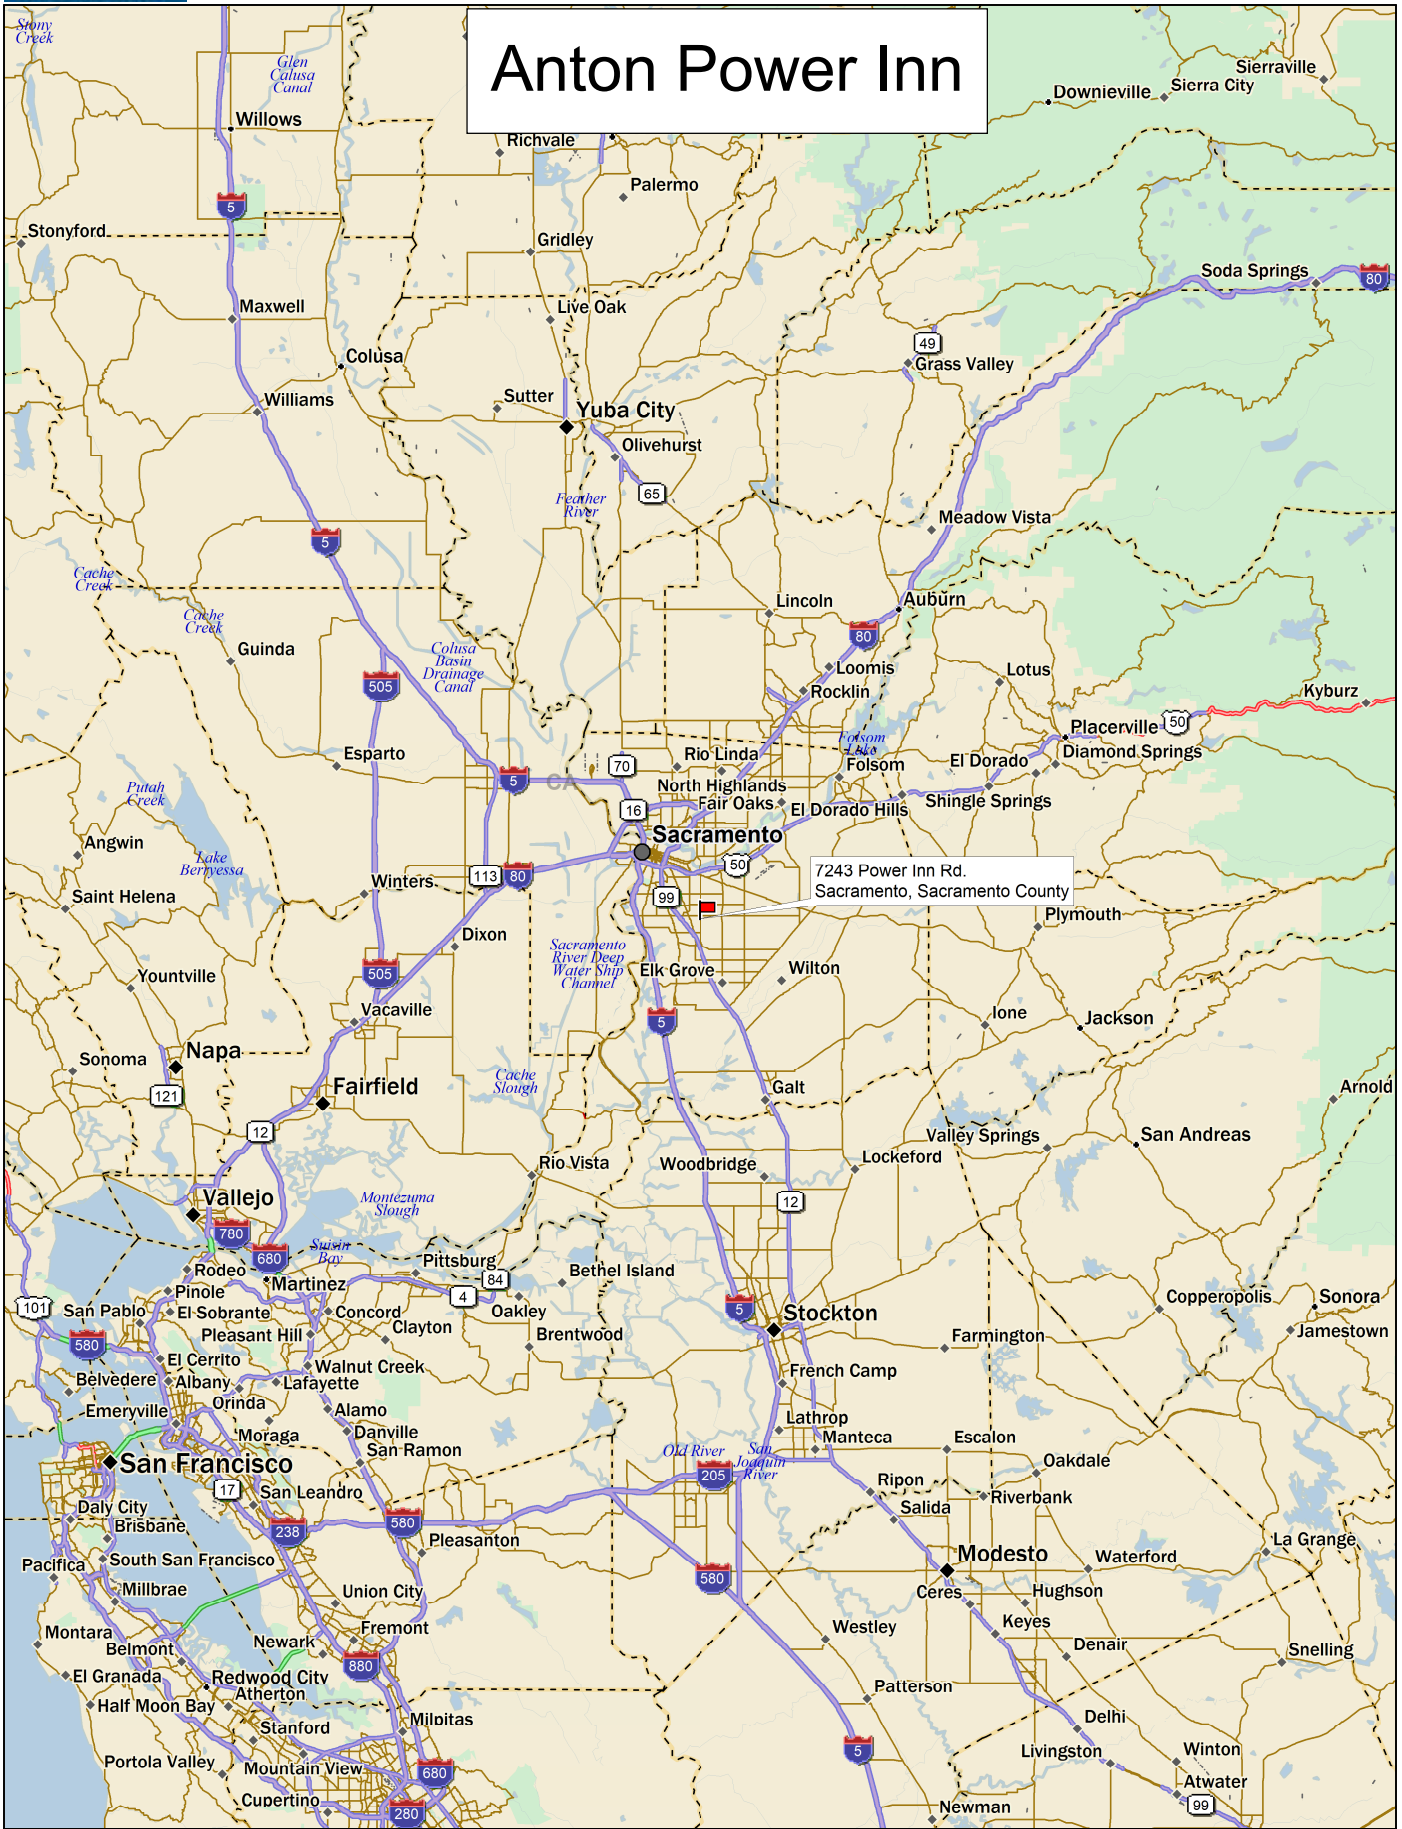 Anton Power Inn
Stony
Creek
Glen
Calusa
Canal
Sierraville
Downieville
Sierra City
Willows
Richvale
Palermo
5
Stonyford
Gridley
Soda Springs
80
Maxwell
Live Oak
49
Colusa
Grass Valley
Williams
Sutter
Yuba City
Olivehurst
65
Feather
River
Meadow Vista
5
Cache
Creek
Cache
Creek
Lincoln
Auburn
80
Guinda
Colusa
Basin
Drainage
Canal
505
Loomis
Rocklin
Lotus
Kyburz
50
Placerville
Diamond Springs
Folsom
Lake
Folsom
El Dorado
Esparto
Rio Linda
70
5
CA
North Highlands
Fair Oaks
El Dorado Hills
Shingle Springs
Putah
Creek
16
Sacramento
Angwin
Lake
Berryessa
50
7243 Power Inn Rd.
Sacramento, Sacramento County
Winters
113
80
Saint Helena
99
Plymouth
Dixon
Sacramento
River Deep
Water Ship
Channel
Elk Grove
Wilton
Yountville
505
Vacaville
5
Ione
Jackson
Sonoma
Napa
Cache
Slough
Fairfield
121
Galt
Arnold
12
Valley Springs
San Andreas
Rio Vista
Woodbridge
Lockeford
Vallejo
Montezuma
Slough
12
780
680
Suisin
Bay
Rodeo
Martinez
Pittsburg
84
Bethel Island
Pinole
4
Oakley
101
San Pablo
El Sobrante
Concord
5
Stockton
Copperopolis
Sonora
Jamestown
Pleasant Hill
Clayton
Brentwood
Farmington
580
El Cerrito
Walnut Creek
French Camp
Belvedere
Albany
Lafayette
Emeryville
Orinda
Alamo
Lathrop
Moraga
Danville
Manteca
Escalon
San Ramon
Old River
San
Joaquin
River
San Francisco
205
Oakdale
17
San Leandro
Ripon
Riverbank
Daly City
Salida
Brisbane
238
580
Pleasanton
La Grange
Pacifica
South San Francisco
Modesto
Waterford
Millbrae
Union City
580
Ceres
Hughson
Montara
Belmont
Newark
Fremont
Westley
Keyes
Denair
Snelling
El Granada
Redwood City
880
Atherton
Half Moon Bay
Patterson
Stanford
Milpitas
Delhi
Portola Valley
Mountain View
680
5
Livingston
Winton
Cupertino
280
Atwater
99
Newman